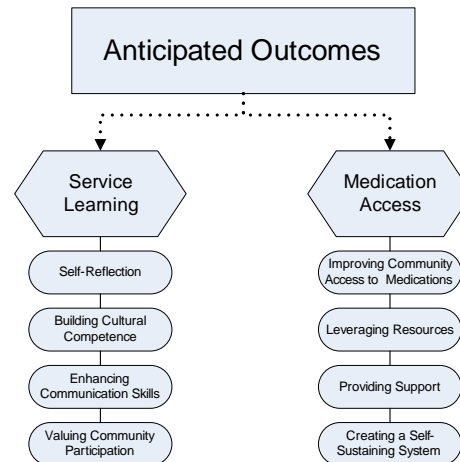 Anticipated Outcomes
Service
Learning
Self-Reflection
Building Cultural
Competence
Enhancing
Communication Skills
Valuing Community
Participation
Medication
Access
Improving Community
Access to Medications
Leveraging Resources
Providing Support
Creating a Self-
Sustaining System